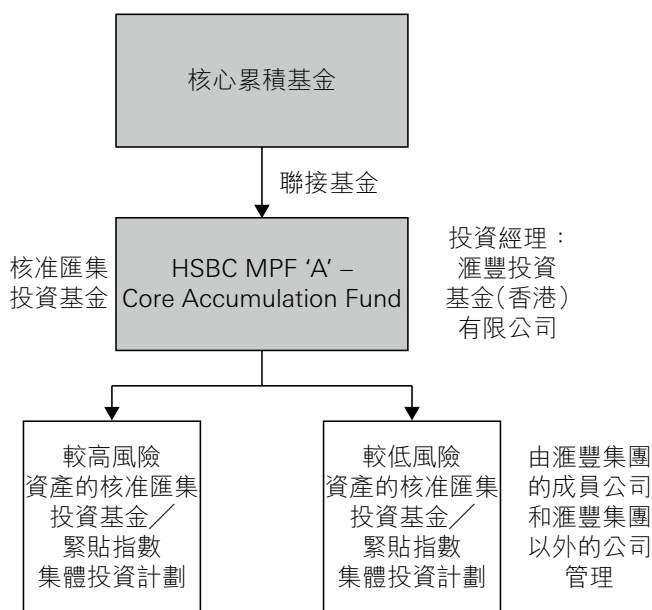 核心累積基金
聯接基金
核准匯集
投資基金
HSBC MPF ‘A’ –
Core Accumulation Fund
投資經理：
滙豐投資
基金（香港）
有限公司
較高風險
資產的核准匯集
投資基金／
緊貼指數
集體投資計劃
較低風險
資產的核准匯集
投資基金／
緊貼指數
集體投資計劃
由滙豐集團
的成員公司
和滙豐集團
以外的公司
管理